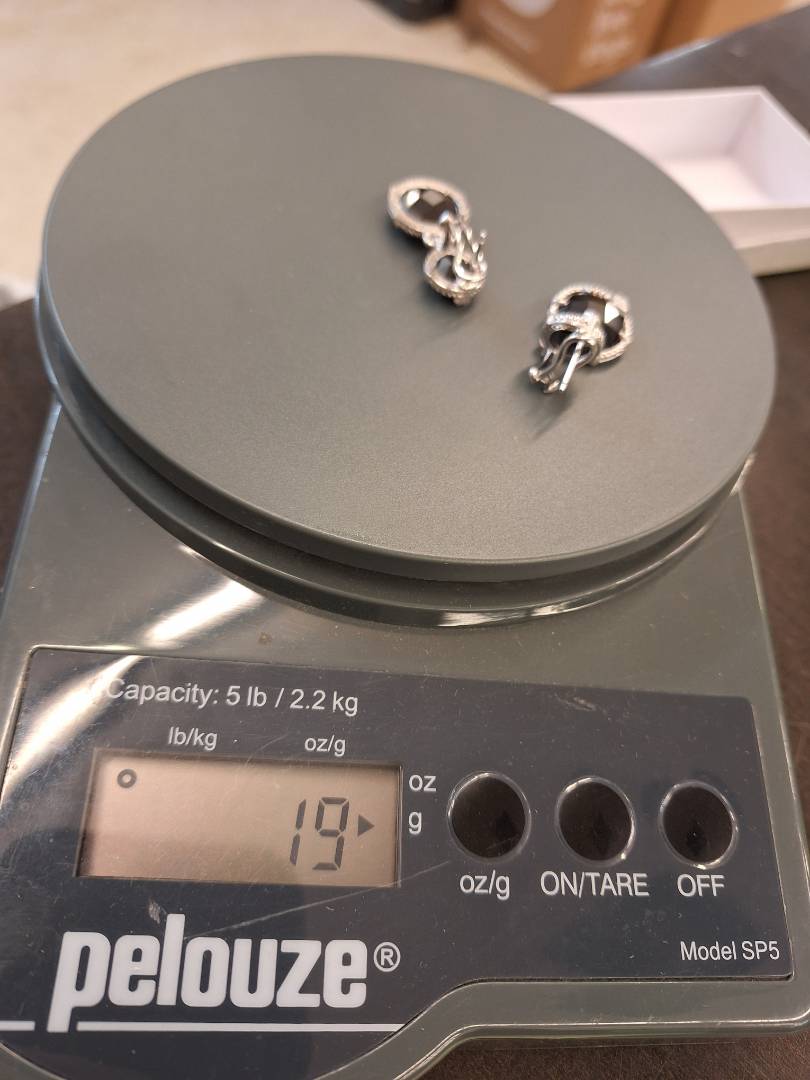 Capacity: 5 lb / 2.2 kg
lb/kg oz/g
oz
g
19
oz/g ON/TARE OFF
Model SP5
pelouze®